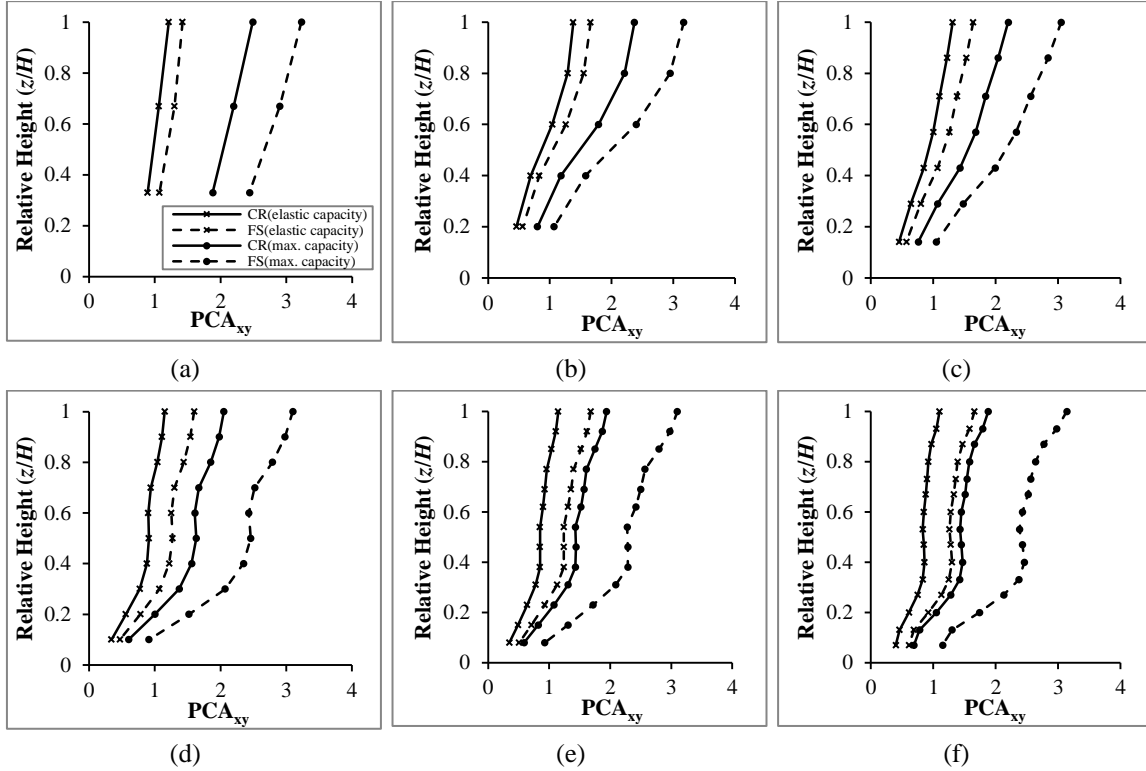 Relative Height (z/H)
1
0.8
0.6
0.4
0.2
0
0 1 2 3 4
PCAxy
CR(elastic capacity)
FS(elastic capacity)
CR(max. capacity)
FS(max. capacity)
(a)
Relative Height (z/H)
1
0.8
0.6
0.4
0.2
0
0 1 2 3 4
PCAxy
(b)
Relative Height (z/H)
1
0.8
0.6
0.4
0.2
0
0 1 2 3 4
PCAxy
(c)
Relative Height (z/H)
1
0.8
0.6
0.4
0.2
0
0 1 2 3 4
PCAxy
(d)
Relative Height (z/H)
1
0.8
0.6
0.4
0.2
0
0 1 2 3 4
PCAxy
(e)
Relative Height (z/H)
1
0.8
0.6
0.4
0.2
0
0 1 2 3 4
PCAxy
(f)